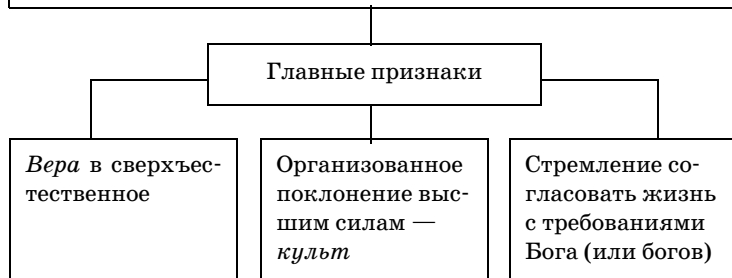 Главные признаки
Вера в сверхъес-
тественное
Организованное
поклонение выс-
шим силам —
культ
Стремление со-
гласовать жизнь
с требованиями
Бога (или богов)